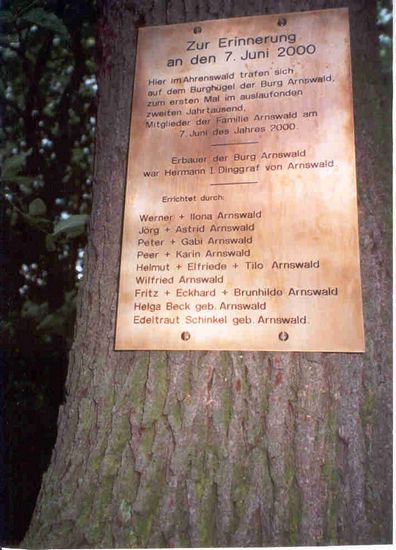 Zur Erinnerung
an den 7. Juni 2000
Hier im Ahrenswald trafen sich
auf dem Burghügel der Burg Arnswald,
zum ersten Mal im auslaufonden
zweiten Jahrtausend,
Mitglieder der Familie Arnswald am
7. Juni des Jahres 2000.
Erbauer der Burg Arnswald
war Hermann I. Dinggraf von Arnswald.
Errichtet durch:
Werner + Ilona Arnswald
Jörg + Astrid Arnswald
Peter + Gabi Arnswald
Peer + Karin Arnswald
Helmut + Elfriede + Tilo Arnswald
Wilfried Arnswald
Fritz + Eckhard + Brunhildo Arnswald
Helga Beck geb. Arnswald
Edeltraut Schinkel geb. Arnswald.